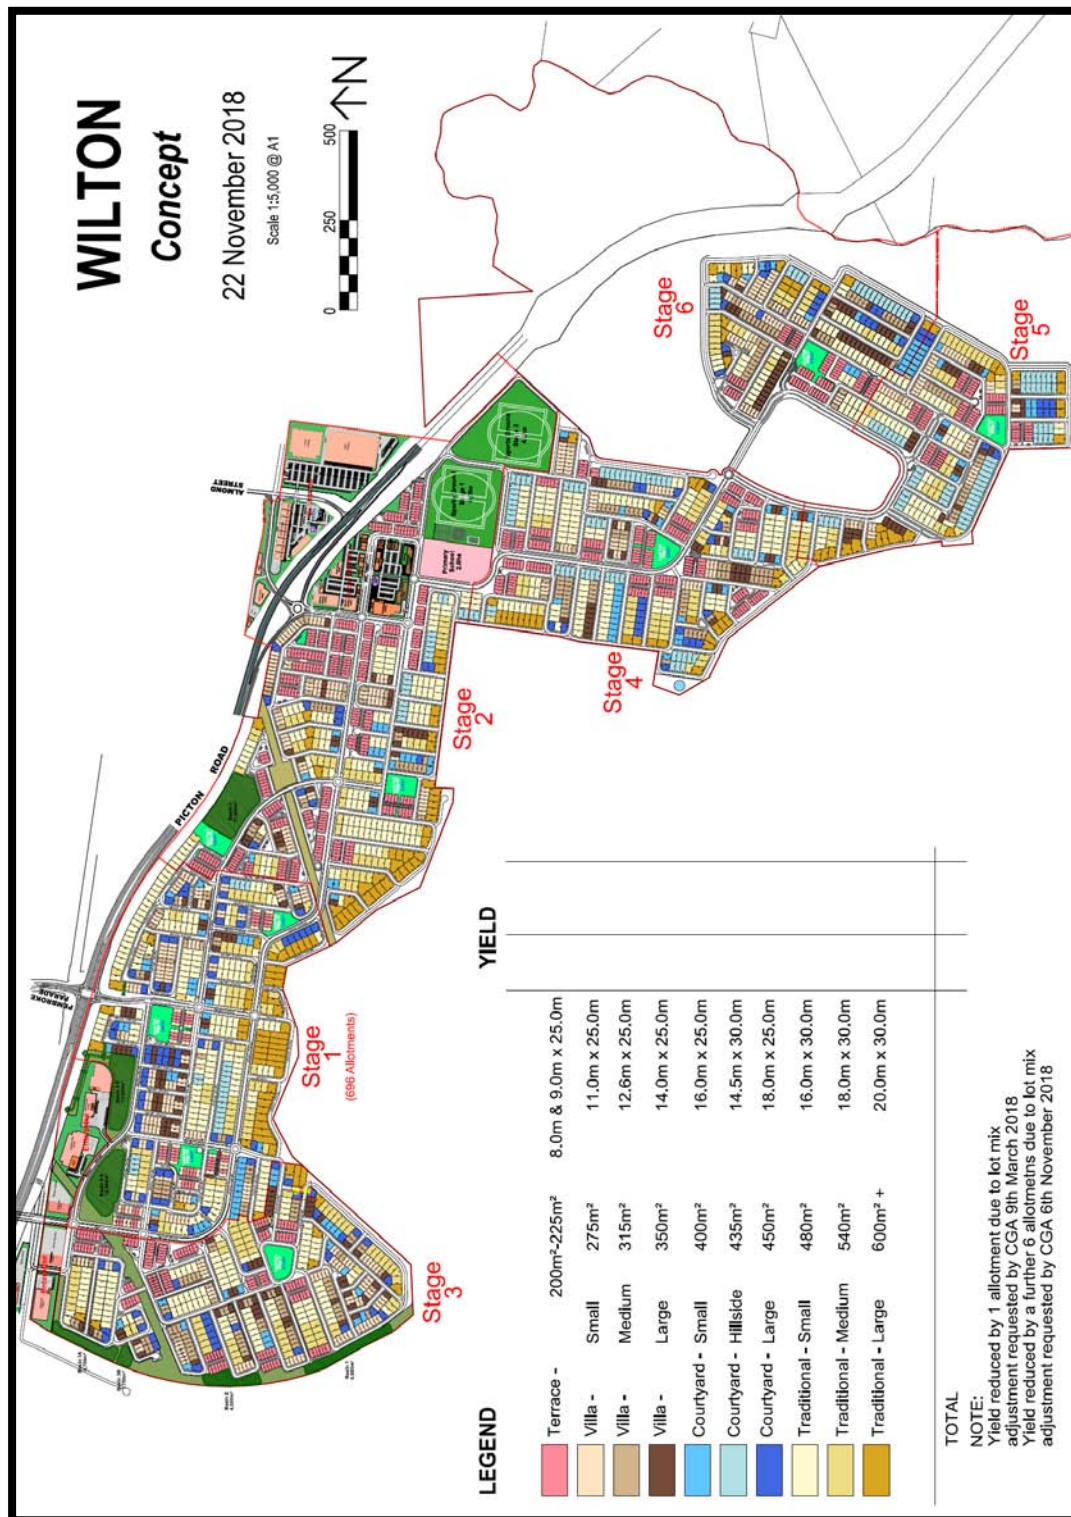 WILTON
Concept
22 November 2018
Scale 1:5,000 @ A1
0 250 500
N
ALMOND
STREET
PICTON ROAD
PEMBROKE
PARADE
Primary
School
Stage
1
(696 Allotments)
Stage
2
Stage
3
Stage
4
Stage
5
Stage
6
LEGEND YIELD
Terrace - 200m²-225m² 8.0m & 9.0m x 25.0m
Villa - Small 275m² 11.0m x 25.0m
Villa - Medium 315m² 12.6m x 25.0m
Villa - Large 350m² 14.0m x 25.0m
Courtyard - Small 400m² 16.0m x 25.0m
Courtyard - Hillside 435m² 14.5m x 30.0m
Courtyard - Large 450m² 18.0m x 25.0m
Traditional - Small 480m² 16.0m x 30.0m
Traditional - Medium 540m² 18.0m x 30.0m
Traditional - Large 600m² + 20.0m x 30.0m
TOTAL
NOTE:
Yield reduced by 1 allotment due to lot mix
adjustment requested by CGA 9th March 2018
Yield reduced by a further 6 allotmetns due to lot mix
adjustment requested by CGA 6th November 2018